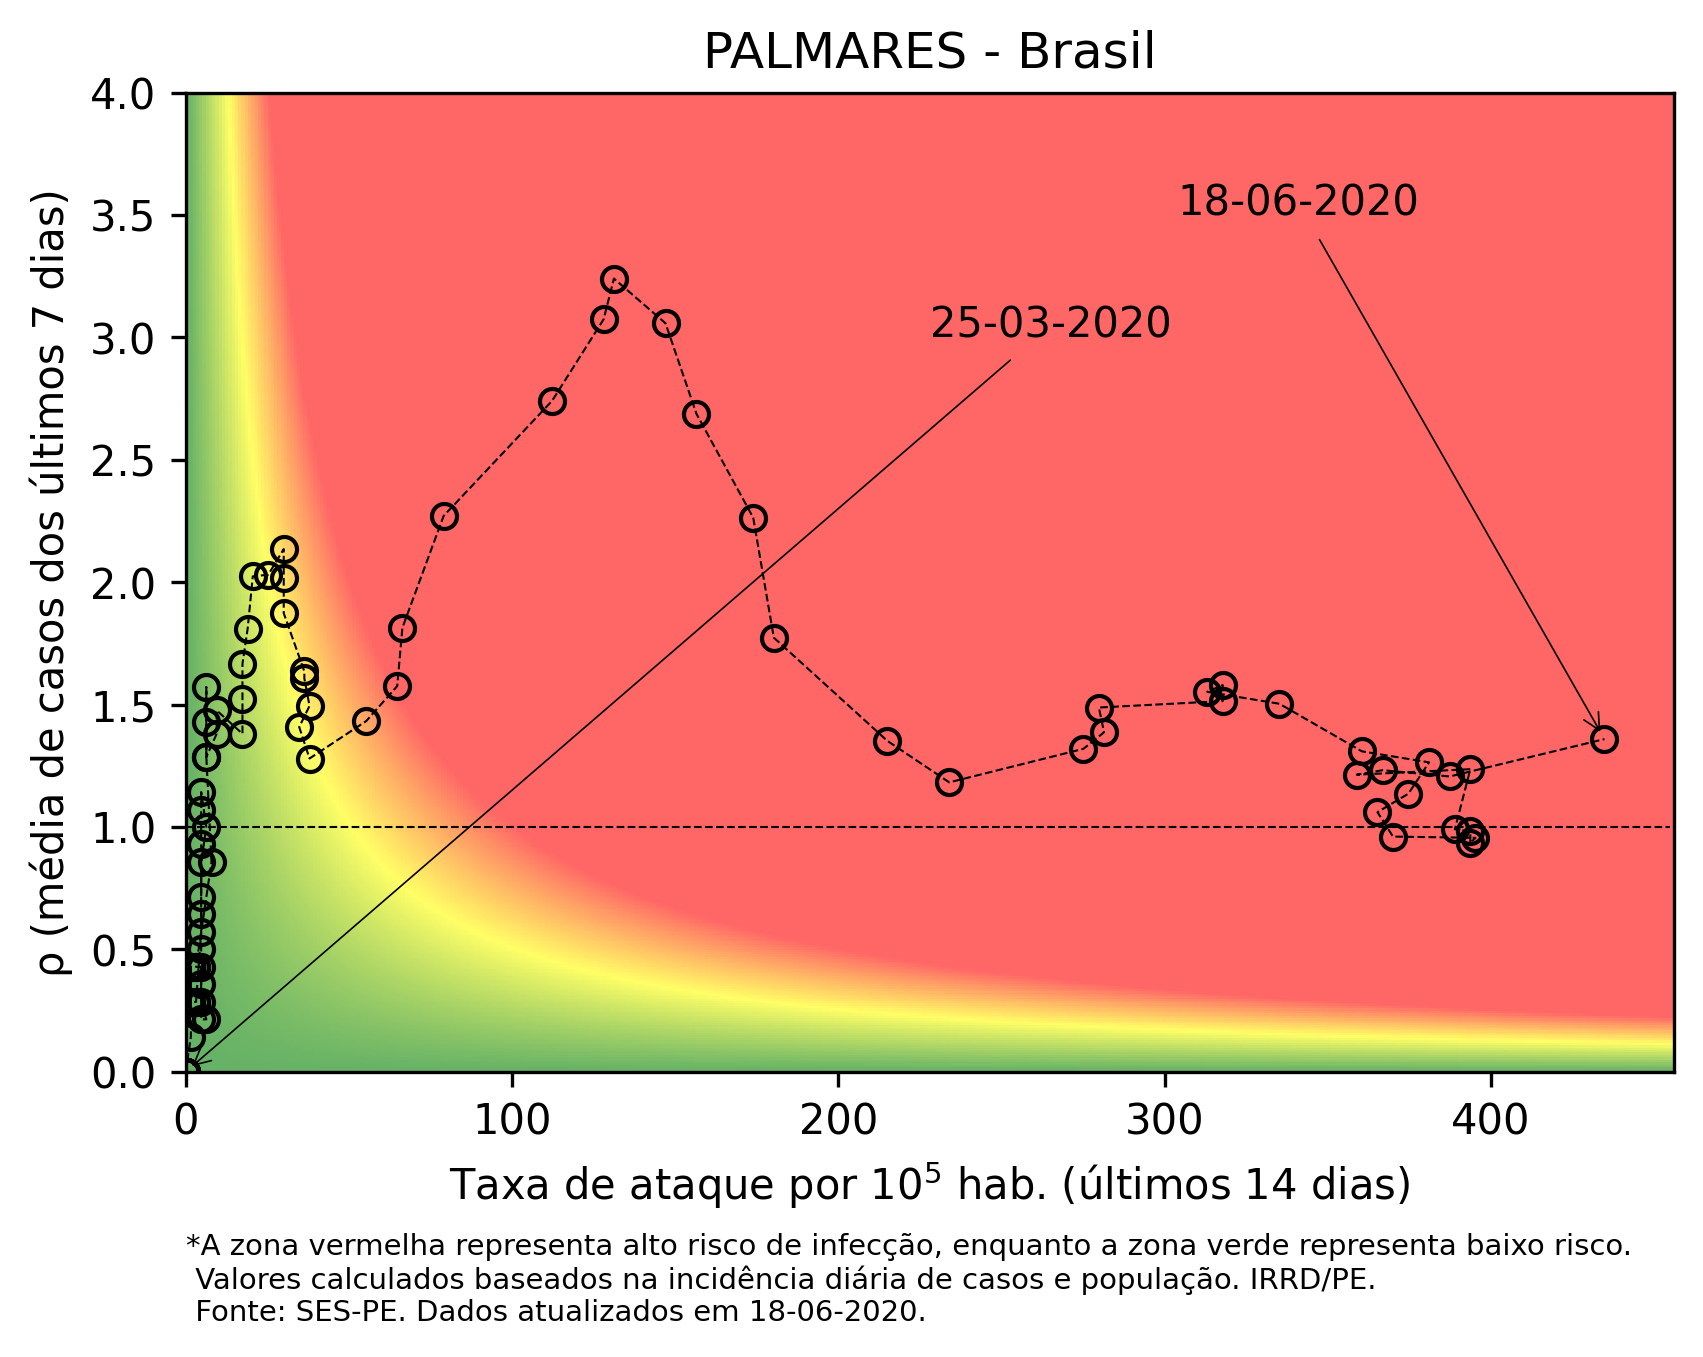 PALMARES - Brasil
4.0
3.5
3.0
2.5
2.0
1.5
1.0
0.5
0.0
ρ (média de casos dos últimos 7 dias)
18-06-2020
25-03-2020
0 100 200 300 400
Taxa de ataque por 10⁵ hab. (últimos 14 dias)
*A zona vermelha representa alto risco de infecção, enquanto a zona verde representa baixo risco.
Valores calculados baseados na incidência diária de casos e população. IRRD/PE.
Fonte: SES-PE. Dados atualizados em 18-06-2020.